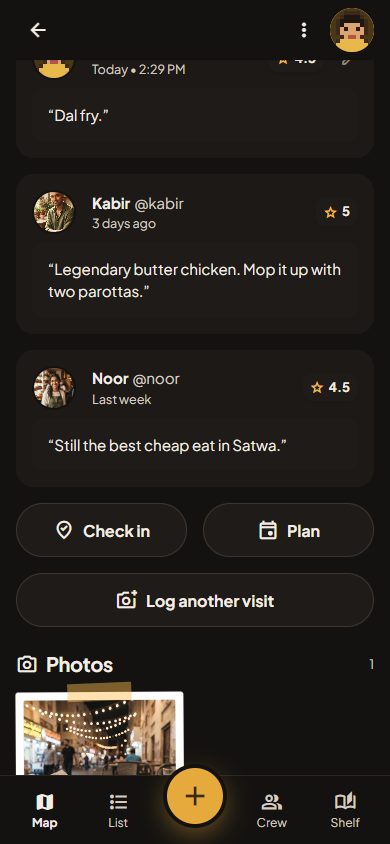 Today • 2:29 PM
4.5
“Dal fry.”
Kabir @kabir
3 days ago
5
“Legendary butter chicken. Mop it up with
two parottas.”
Noor @noor
Last week
4.5
“Still the best cheap eat in Satwa.”
Check in
Plan
Log another visit
Photos
1
Map
List
Crew
Shelf